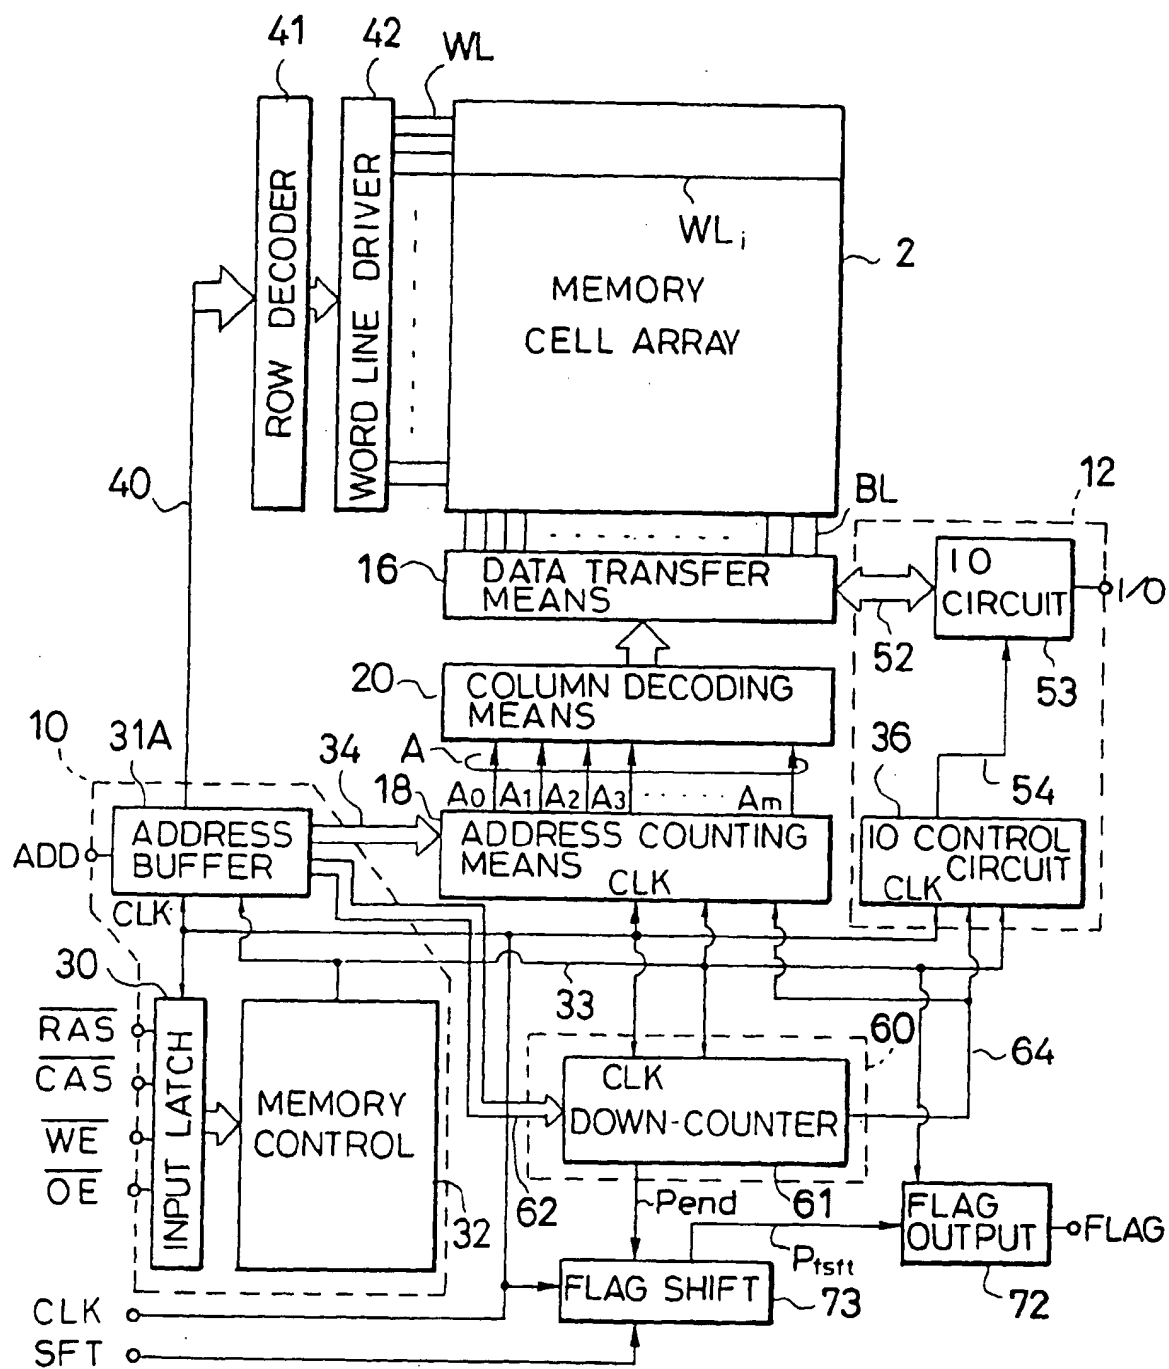 41
42
WL
ROW DECODER
WORD LINE DRIVER
WLi
2
MEMORY
CELL ARRAY
40
12
BL
16
DATA TRANSFER
MEANS
IO
CIRCUIT
I/O
52
53
20
COLUMN DECODING
MEANS
10
31A
34
A
36
54
18
A0 A1 A2 A3 Am
ADD
ADDRESS
BUFFER
ADDRESS COUNTING
MEANS
CLK
IO CONTROL
CIRCUIT
CLK
CLK
30
33
60
64
RAS
CAS
WE
OE
INPUT LATCH
MEMORY
CONTROL
CLK
DOWN-COUNTER
32
62
Pend
61
FLAG
OUTPUT
FLAG
Ptsft
FLAG SHIFT
73
72
CLK
SFT